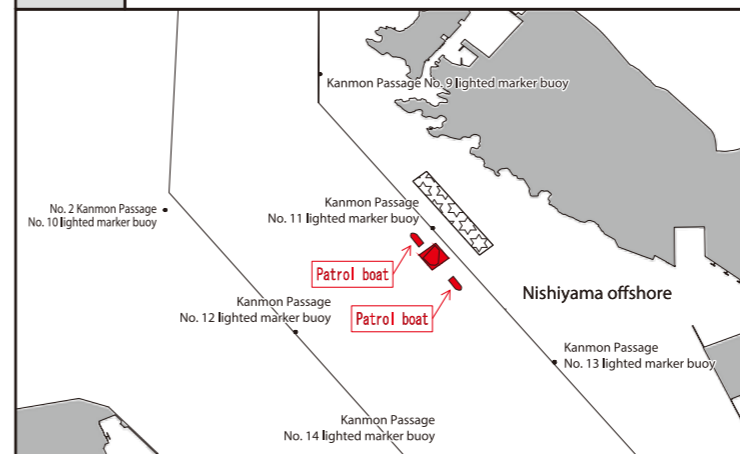 Kanmon Passage No. 9 lighted marker buoy
Kanmon Passage
No. 11 lighted marker buoy
No. 2 Kanmon Passage
No. 10 lighted marker buoy
Patrol boat
Nishiyama offshore
Kanmon Passage
No. 12 lighted marker buoy
Patrol boat
Kanmon Passage
No. 13 lighted marker buoy
Kanmon Passage
No. 14 lighted marker buoy